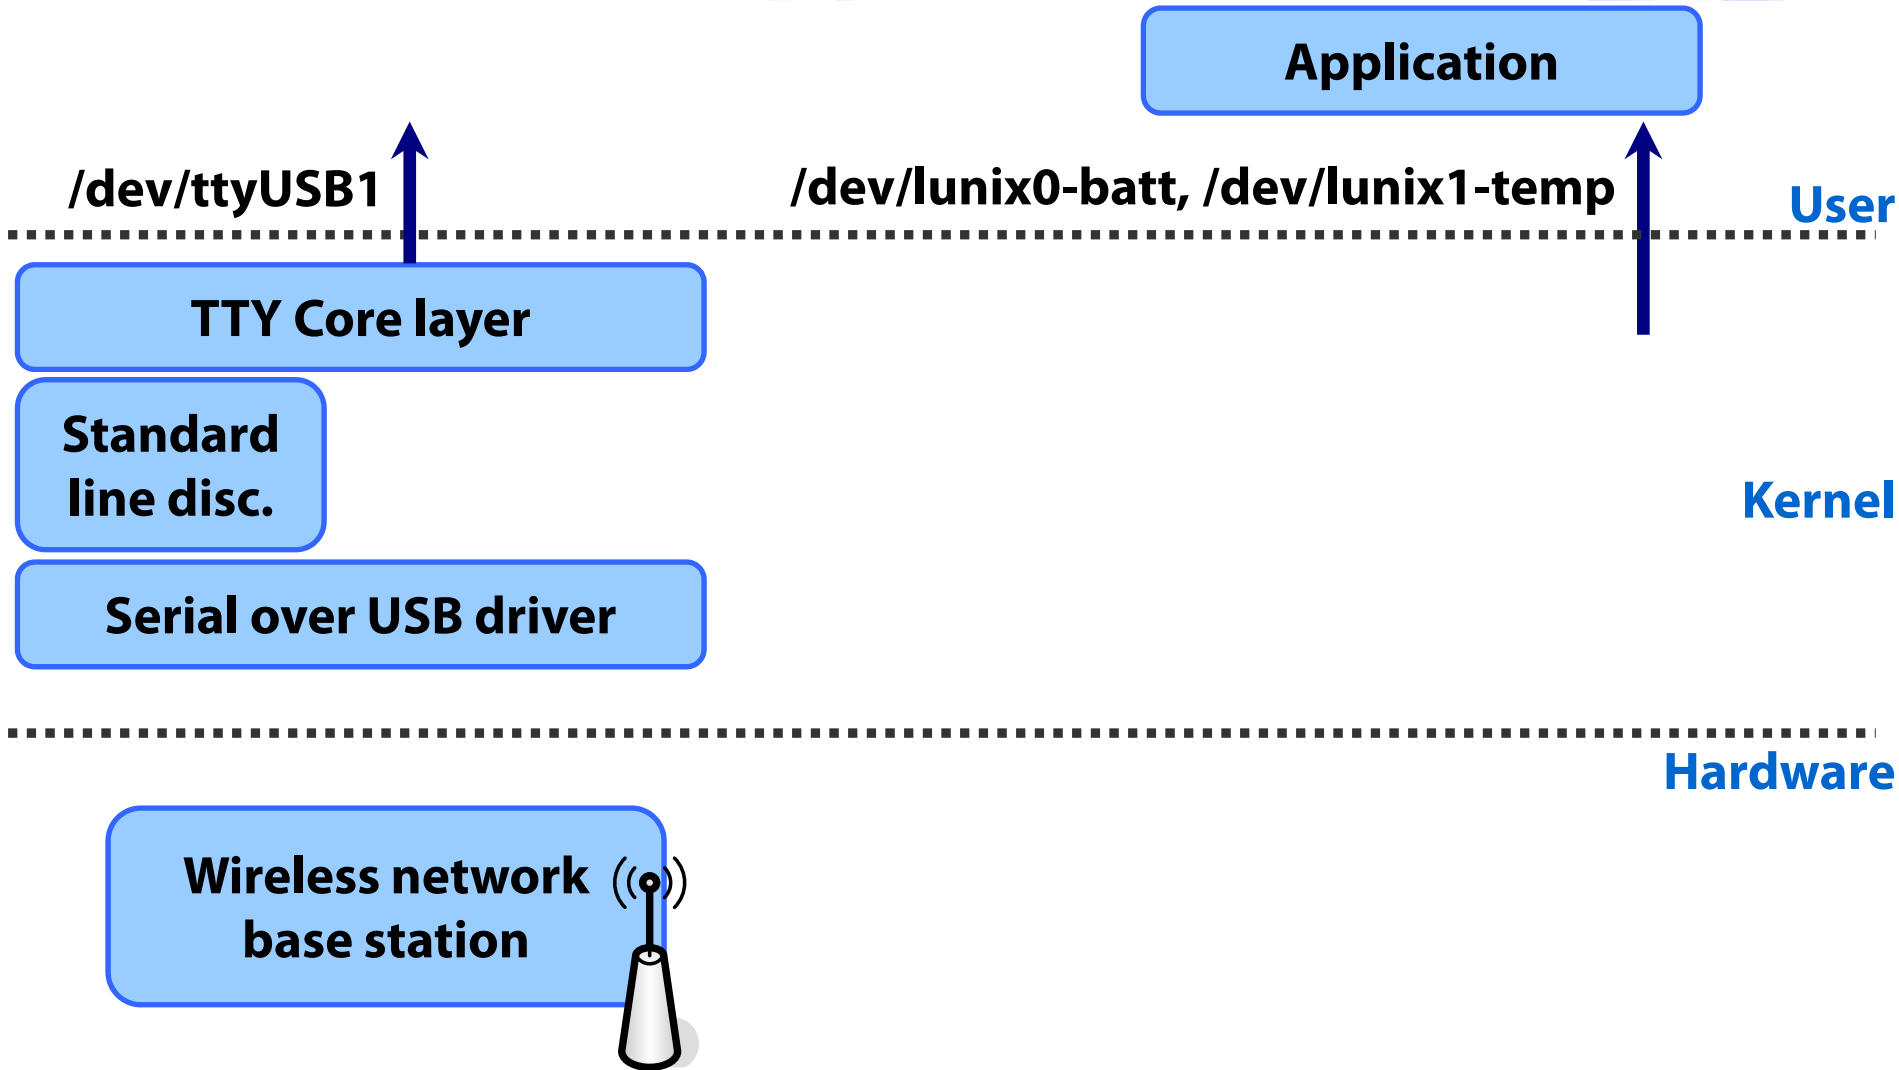 Application
/dev/ttyUSB1
/dev/lunix0-batt, /dev/lunix1-temp
User
TTY Core layer
Standard
line disc.
Kernel
Serial over USB driver
Hardware
Wireless network
base station